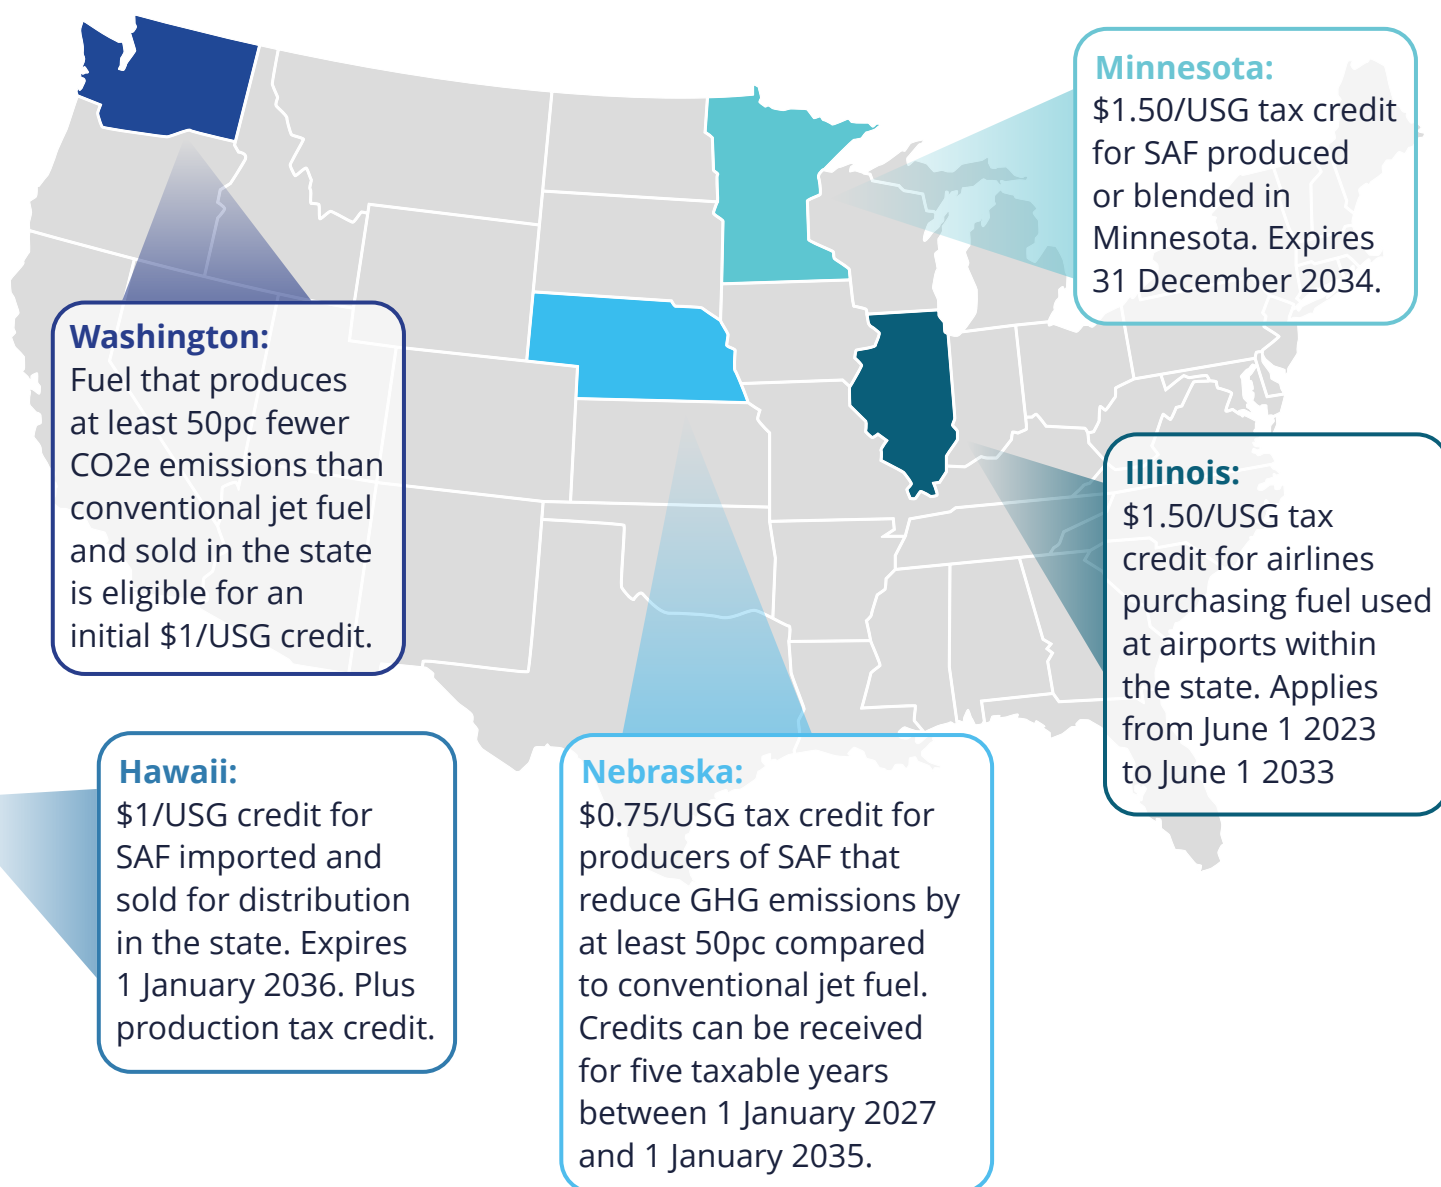 Minnesota:
$1.50/USG tax credit
for SAF produced
or blended in
Minnesota. Expires
31 December 2034.
Washington:
Fuel that produces
at least 50pc fewer
CO2e emissions than
conventional jet fuel
and sold in the state
is eligible for an
initial $1/USG credit.
Illinois:
$1.50/USG tax
credit for airlines
purchasing fuel used
at airports within
the state. Applies
from June 1 2023
to June 1 2033
Hawaii:
$1/USG credit for
SAF imported and
sold for distribution
in the state. Expires
1 January 2036. Plus
production tax credit.
Nebraska:
$0.75/USG tax credit for
producers of SAF that
reduce GHG emissions by
at least 50pc compared
to conventional jet fuel.
Credits can be received
for five taxable years
between 1 January 2027
and 1 January 2035.